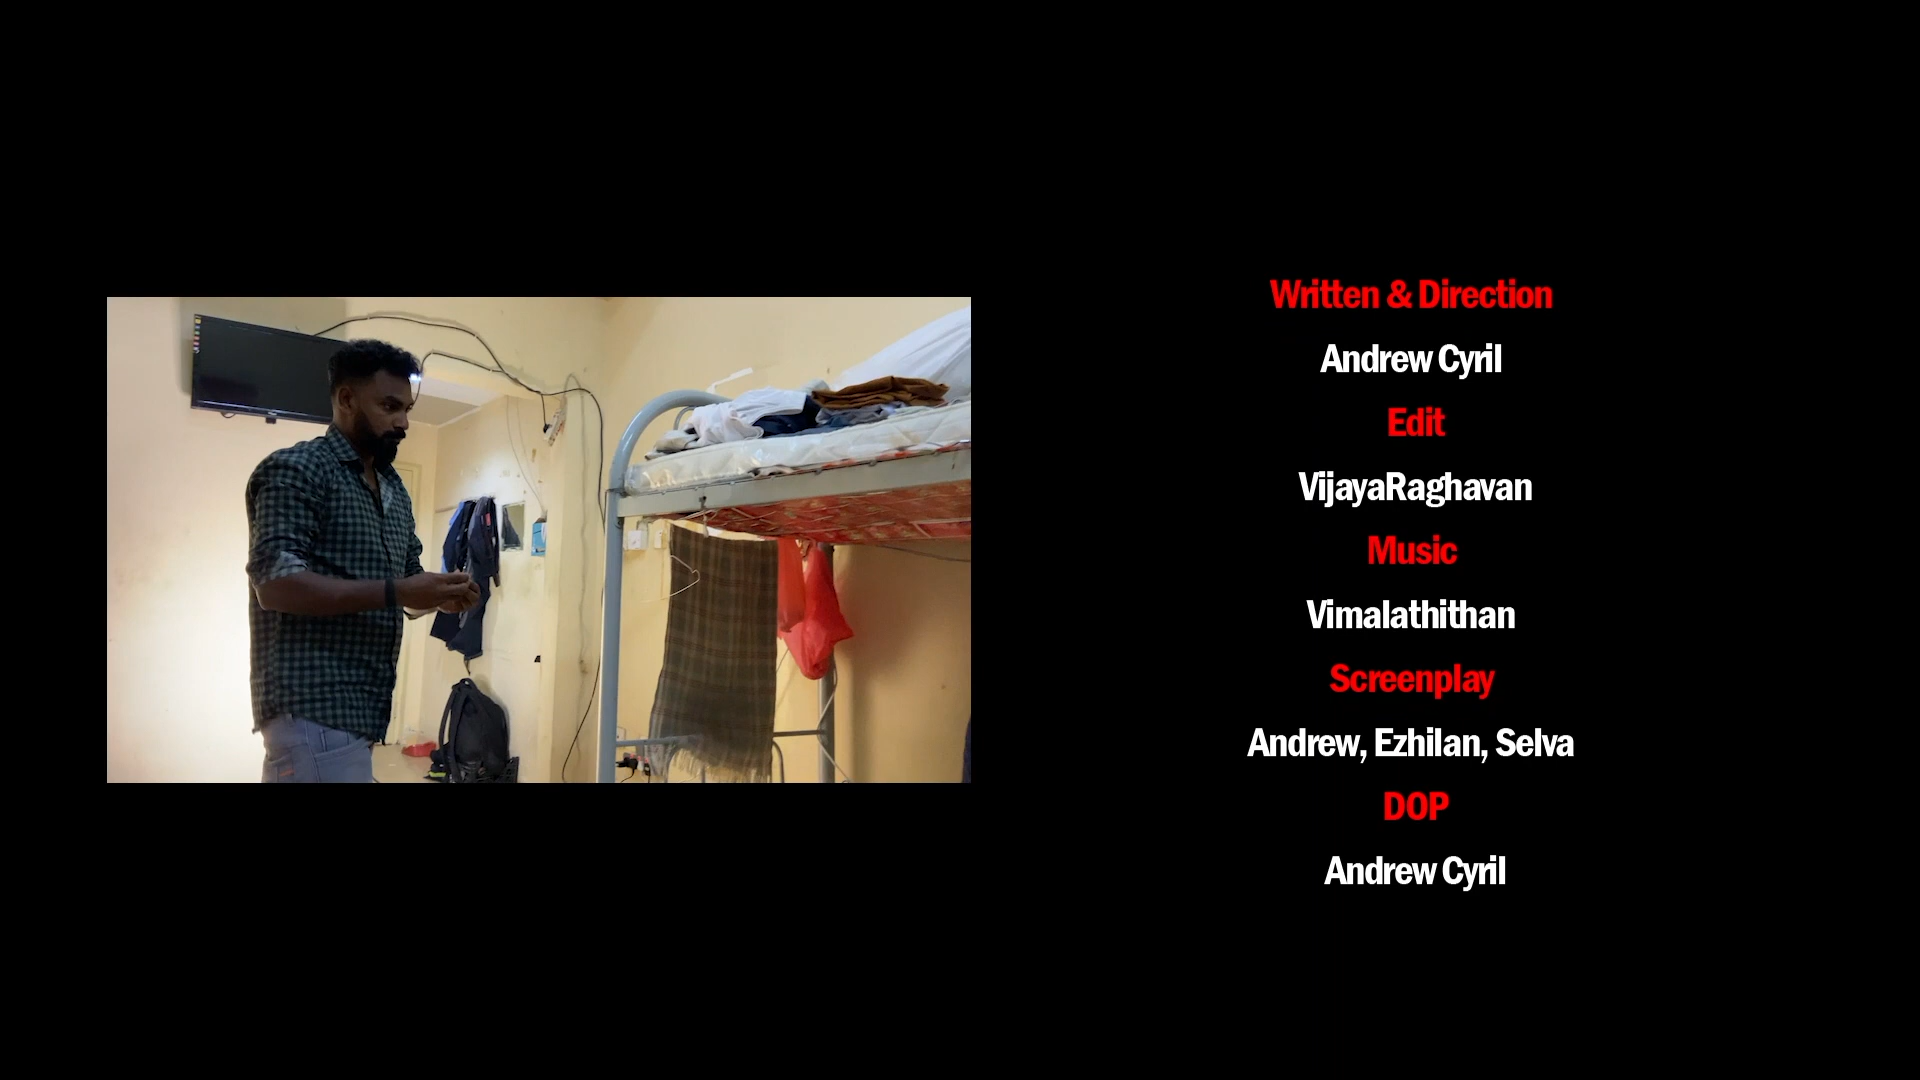 Written & Direction
Andrew Cyril
Edit
VijayaRaghavan
Music
Vimalathithan
Screenplay
Andrew, Ezhilan, Selva
DOP
Andrew Cyril